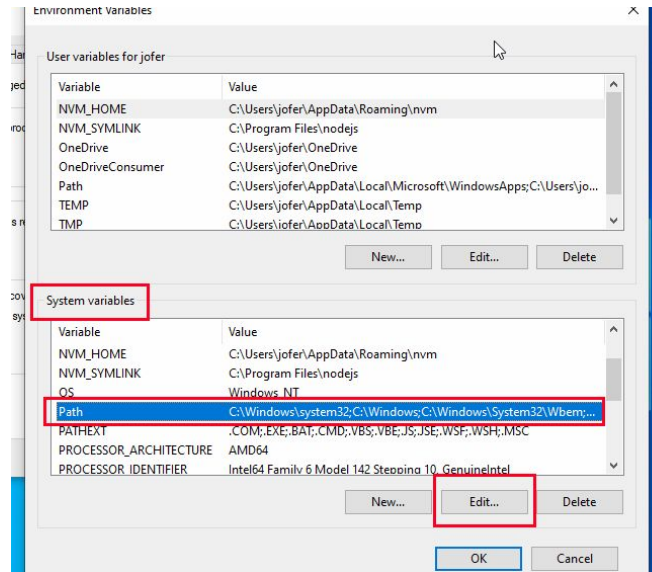 Environment Variables
User variables for jofer
Variable Value
NVM_HOME C:\Users\jofer\AppData\Roaming\nvm
NVM_SYMLINK C:\Program Files\nodejs
OneDrive C:\Users\jofer\OneDrive
OneDriveConsumer C:\Users\jofer\OneDrive
Path C:\Users\jofer\AppData\Local\Microsoft\WindowsApps;C:\Users\jo...
TEMP C:\Users\jofer\AppData\Local\Temp
TMP C:\Users\jofer\AppData\Local\Temp
New... Edit... Delete
System variables
Variable Value
NVM_HOME C:\Users\jofer\AppData\Roaming\nvm
NVM_SYMLINK C:\Program Files\nodejs
OS Windows_NT
Path C:\Windows\system32;C:\Windows;C:\Windows\System32\Wbem;...
PATHEXT .COM;.EXE;.BAT;.CMD;.VBS;.VBE;.JS;.JSE;.WSF;.WSH;.MSC
PROCESSOR_ARCHITECTURE AMD64
PROCESSOR_IDENTIFIER Intel64 Family 6 Model 142 Stepping 10, GenuineIntel
New... Edit... Delete
OK Cancel